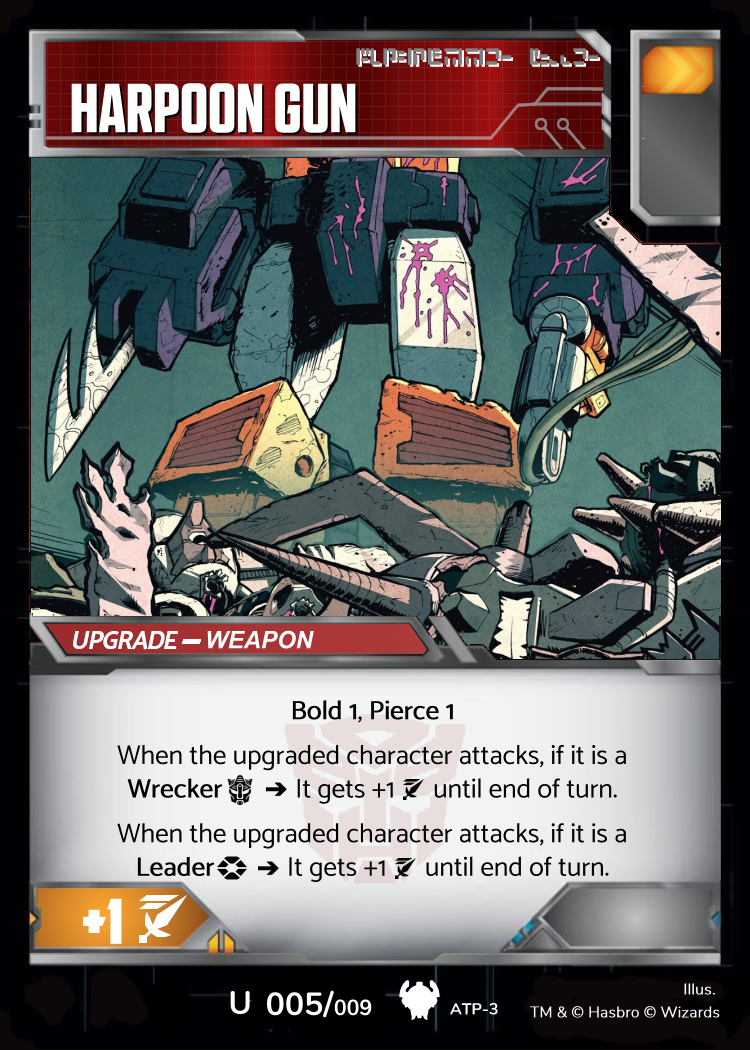 HARPOON GUN
UPGRADE — WEAPON
Bold 1, Pierce 1
When the upgraded character attacks, if it is a
Wrecker ➔ It gets +1 until end of turn.
When the upgraded character attacks, if it is a
Leader ➔ It gets +1 until end of turn.
+1
U 005/009 ATP-3
Illus.
TM & © Hasbro © Wizards